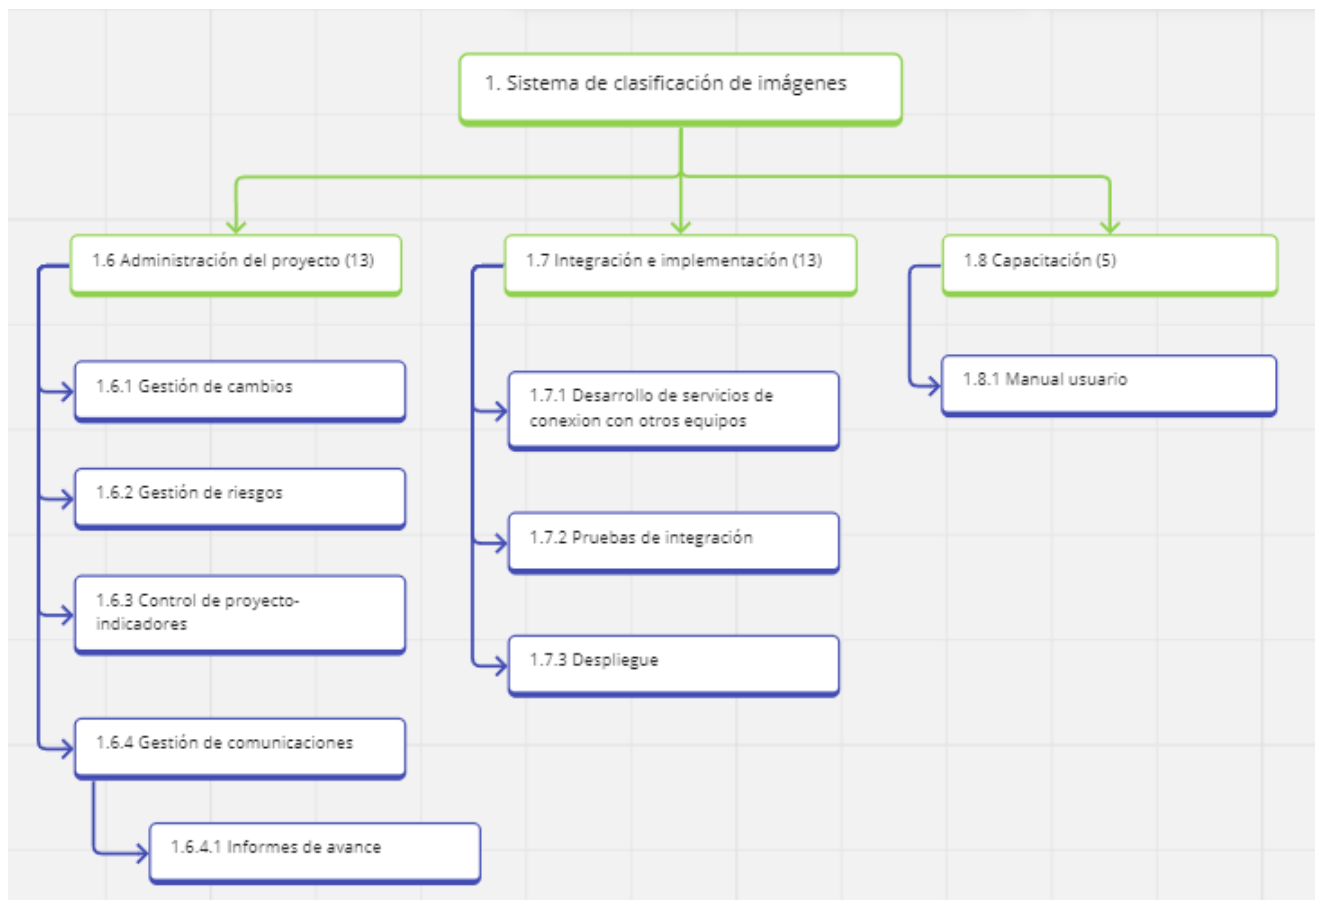 1. Sistema de clasificación de imágenes
1.6 Administración del proyecto (13)
1.6.1 Gestión de cambios
1.6.2 Gestión de riesgos
1.6.3 Control de proyecto-
indicadores
1.6.4 Gestión de comunicaciones
1.6.4.1 Informes de avance
1.7 Integración e implementación (13)
1.7.1 Desarrollo de servicios de
conexion con otros equipos
1.7.2 Pruebas de integración
1.7.3 Despliegue
1.8 Capacitación (5)
1.8.1 Manual usuario